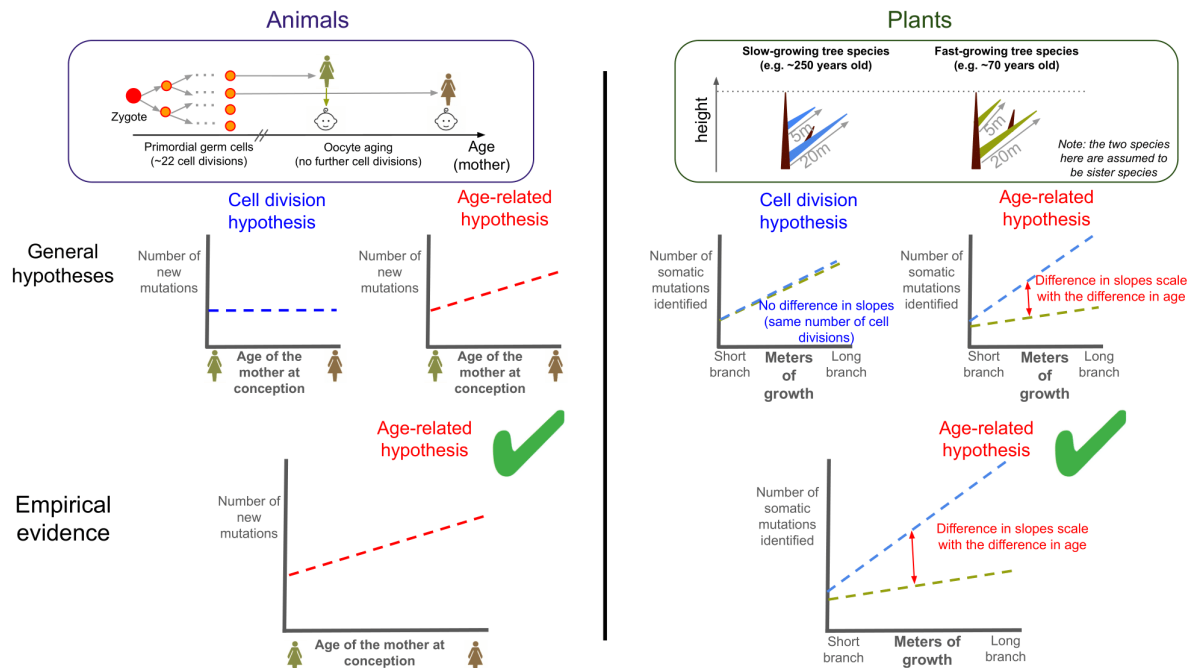 Animals
Zygote
Primordial germ cells
(~22 cell divisions)
Oocyte aging
(no further cell divisions)
Age
(mother)
Plants
Slow-growing tree species
(e.g. ~250 years old)
Fast-growing tree species
(e.g. ~70 years old)
height
5m
20m
5m
20m
Note: the two species
here are assumed to
be sister species
General
hypotheses
Cell division
hypothesis
Number of
new
mutations
Age of the
mother at
conception
Age-related
hypothesis
Number of
new
mutations
Age of the
mother at
conception
Cell division
hypothesis
Number of
somatic
mutations
identified
No difference in slopes
(same number of cell
divisions)
Short
branch
Meters
of
growth
Long
branch
Age-related
hypothesis
Number of
somatic
mutations
identified
Difference in slopes scale
with the difference in age
Short
branch
Meters
of
growth
Long
branch
Empirical
evidence
Age-related
hypothesis
Number of
new
mutations
Age of the mother at
conception
Age-related
hypothesis
Number of
somatic
mutations
identified
Difference in slopes scale
with the difference in age
Short
branch
Meters of
growth
Long
branch